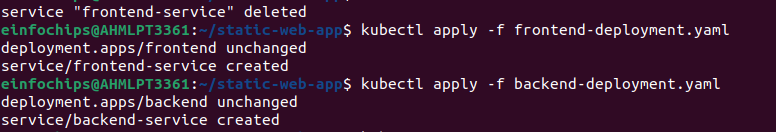 service "frontend-service" deleted
einfochips@AHMLPT3361:~/static-web-app$ kubectl apply -f frontend-deployment.yaml
deployment.apps/frontend unchanged
service/frontend-service created
einfochips@AHMLPT3361:~/static-web-app$ kubectl apply -f backend-deployment.yaml
deployment.apps/backend unchanged
service/backend-service created